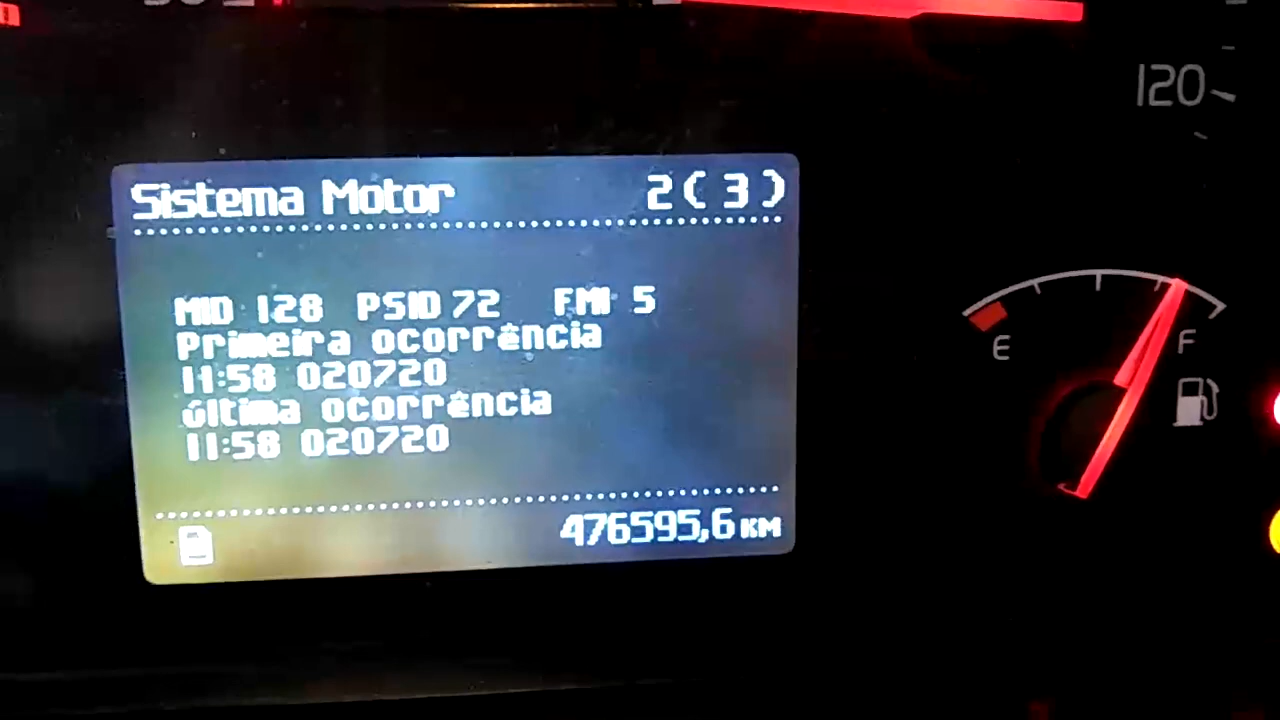 Sistema Motor 2(3)
120
MID 128 PSID 72 FMI 5
Primeira ocorrência
11:58 020720
última ocorrência
11:58 020720
E F
476595,6 KM